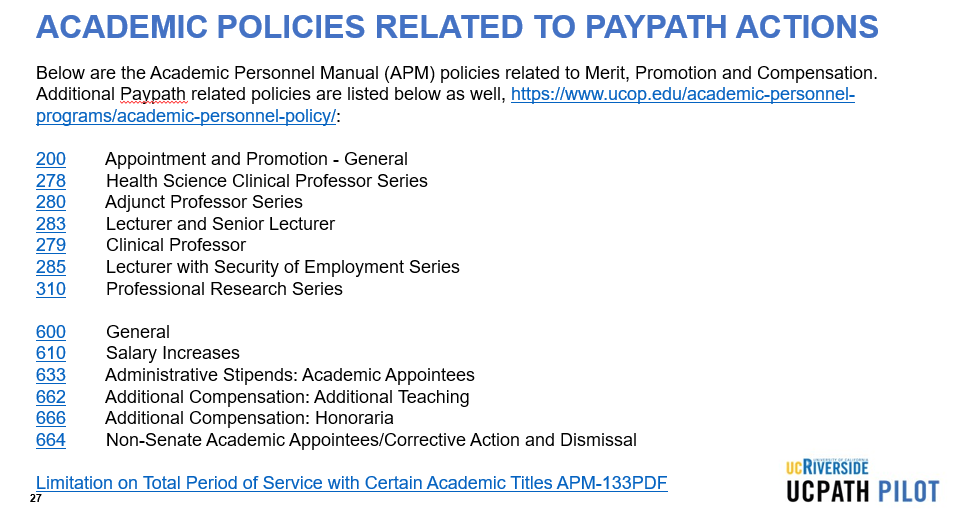 ACADEMIC POLICIES RELATED TO PAYPATH ACTIONS
Below are the Academic Personnel Manual (APM) policies related to Merit, Promotion and Compensation.
Additional Paypath related policies are listed below as well, https://www.ucop.edu/academic-personnel-
programs/academic-personnel-policy/:
200 Appointment and Promotion - General
278 Health Science Clinical Professor Series
280 Adjunct Professor Series
283 Lecturer and Senior Lecturer
279 Clinical Professor
285 Lecturer with Security of Employment Series
310 Professional Research Series
600 General
610 Salary Increases
633 Administrative Stipends: Academic Appointees
662 Additional Compensation: Additional Teaching
666 Additional Compensation: Honoraria
664 Non-Senate Academic Appointees/Corrective Action and Dismissal
Limitation on Total Period of Service with Certain Academic Titles APM-133PDF
27
UNIVERSITY OF CALIFORNIA
UCRIVERSIDE
UCPATH PILOT